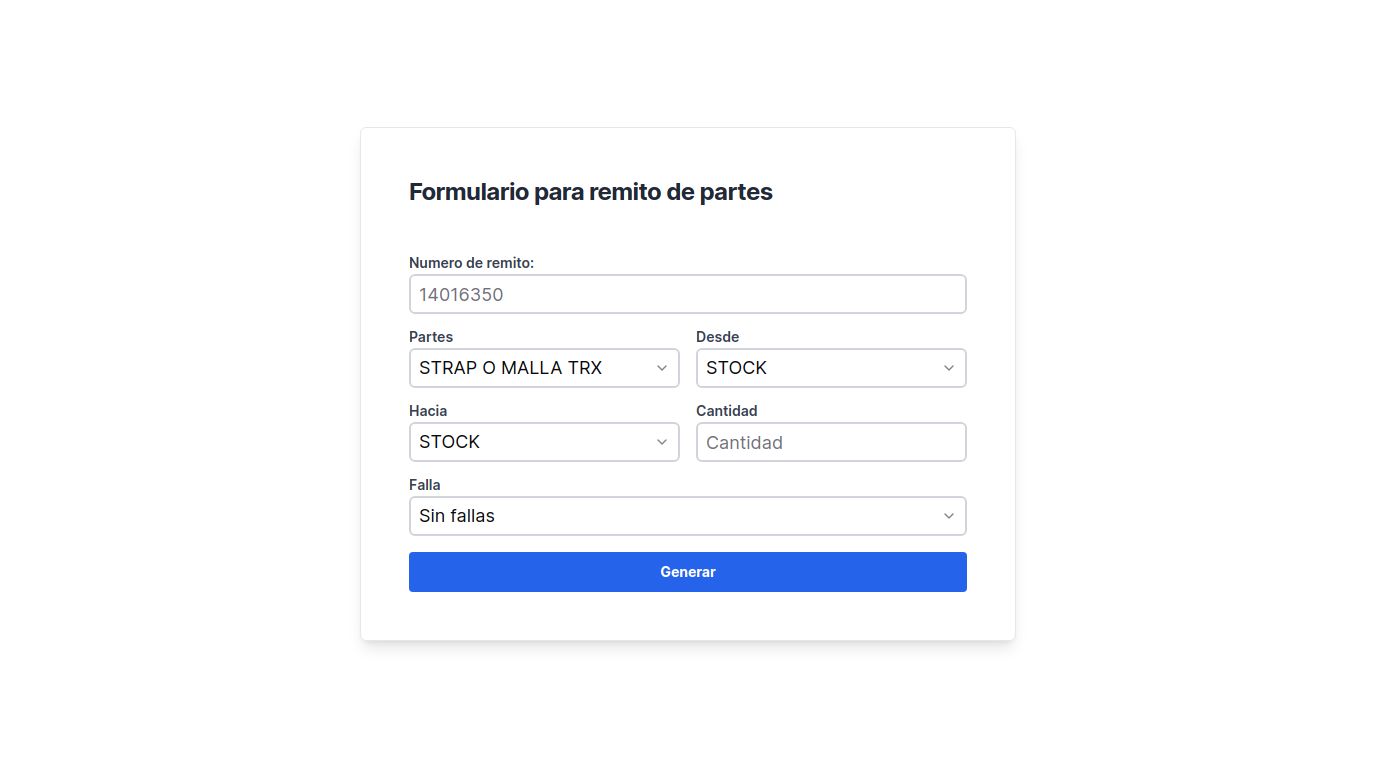 Formulario para remito de partes
Numero de remito:
14016350
Partes
Desde
STRAP O MALLA TRX
STOCK
Hacia
Cantidad
STOCK
Cantidad
Falla
Sin fallas
Generar